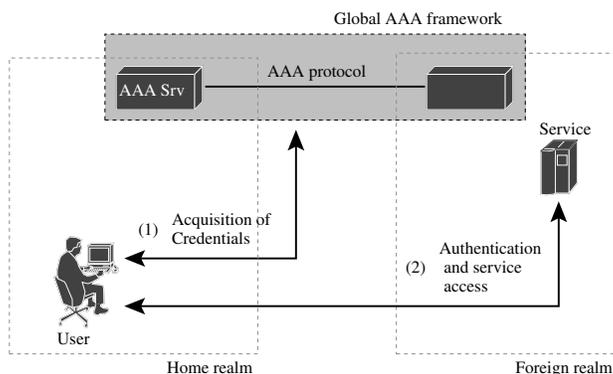 Global AAA framework
AAA protocol
AAA Srv
Service
(1) Acquisition of
Credentials
(2) Authentication
and service
access
User
Home realm
Foreign realm